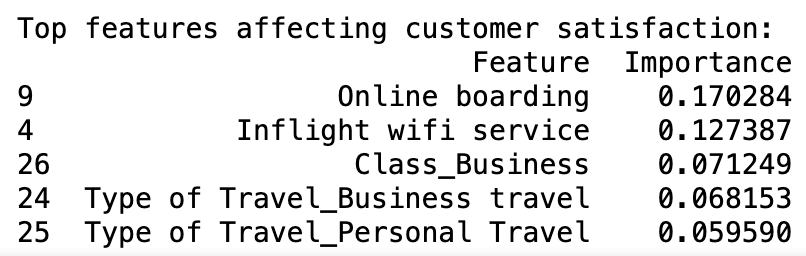 Top features affecting customer satisfaction:
Feature Importance
9 Online boarding 0.170284
4 Inflight wifi service 0.127387
26 Class_Business 0.071249
24 Type of Travel_Business travel 0.068153
25 Type of Travel_Personal Travel 0.059590